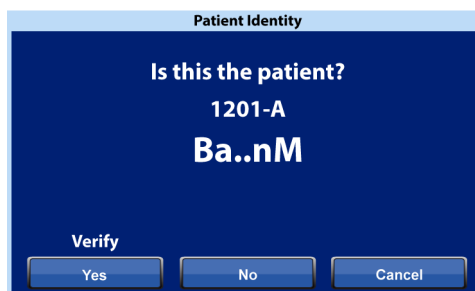 Patient Identity
Is this the patient?
1201-A
Ba..nM
Verify
Yes
No
Cancel